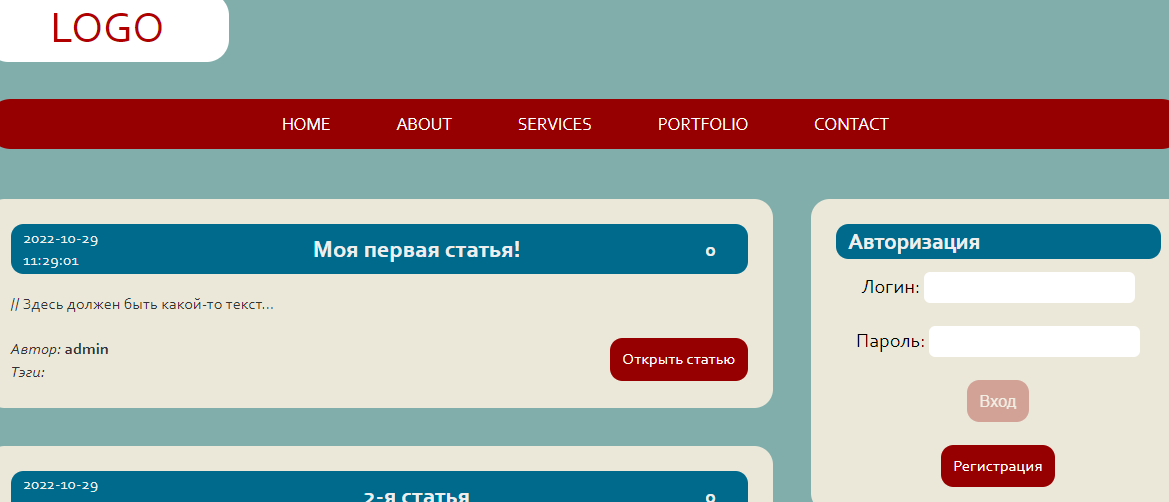 LOGO
HOME ABOUT SERVICES PORTFOLIO CONTACT
2022-10-29
11:29:01
Моя первая статья!
0
// Здесь должен быть какой-то текст...
Автор: admin
Тэги:
Открыть статью
2022-10-29
2-я статья
0
Авторизация
Логин:
Пароль:
Вход
Регистрация